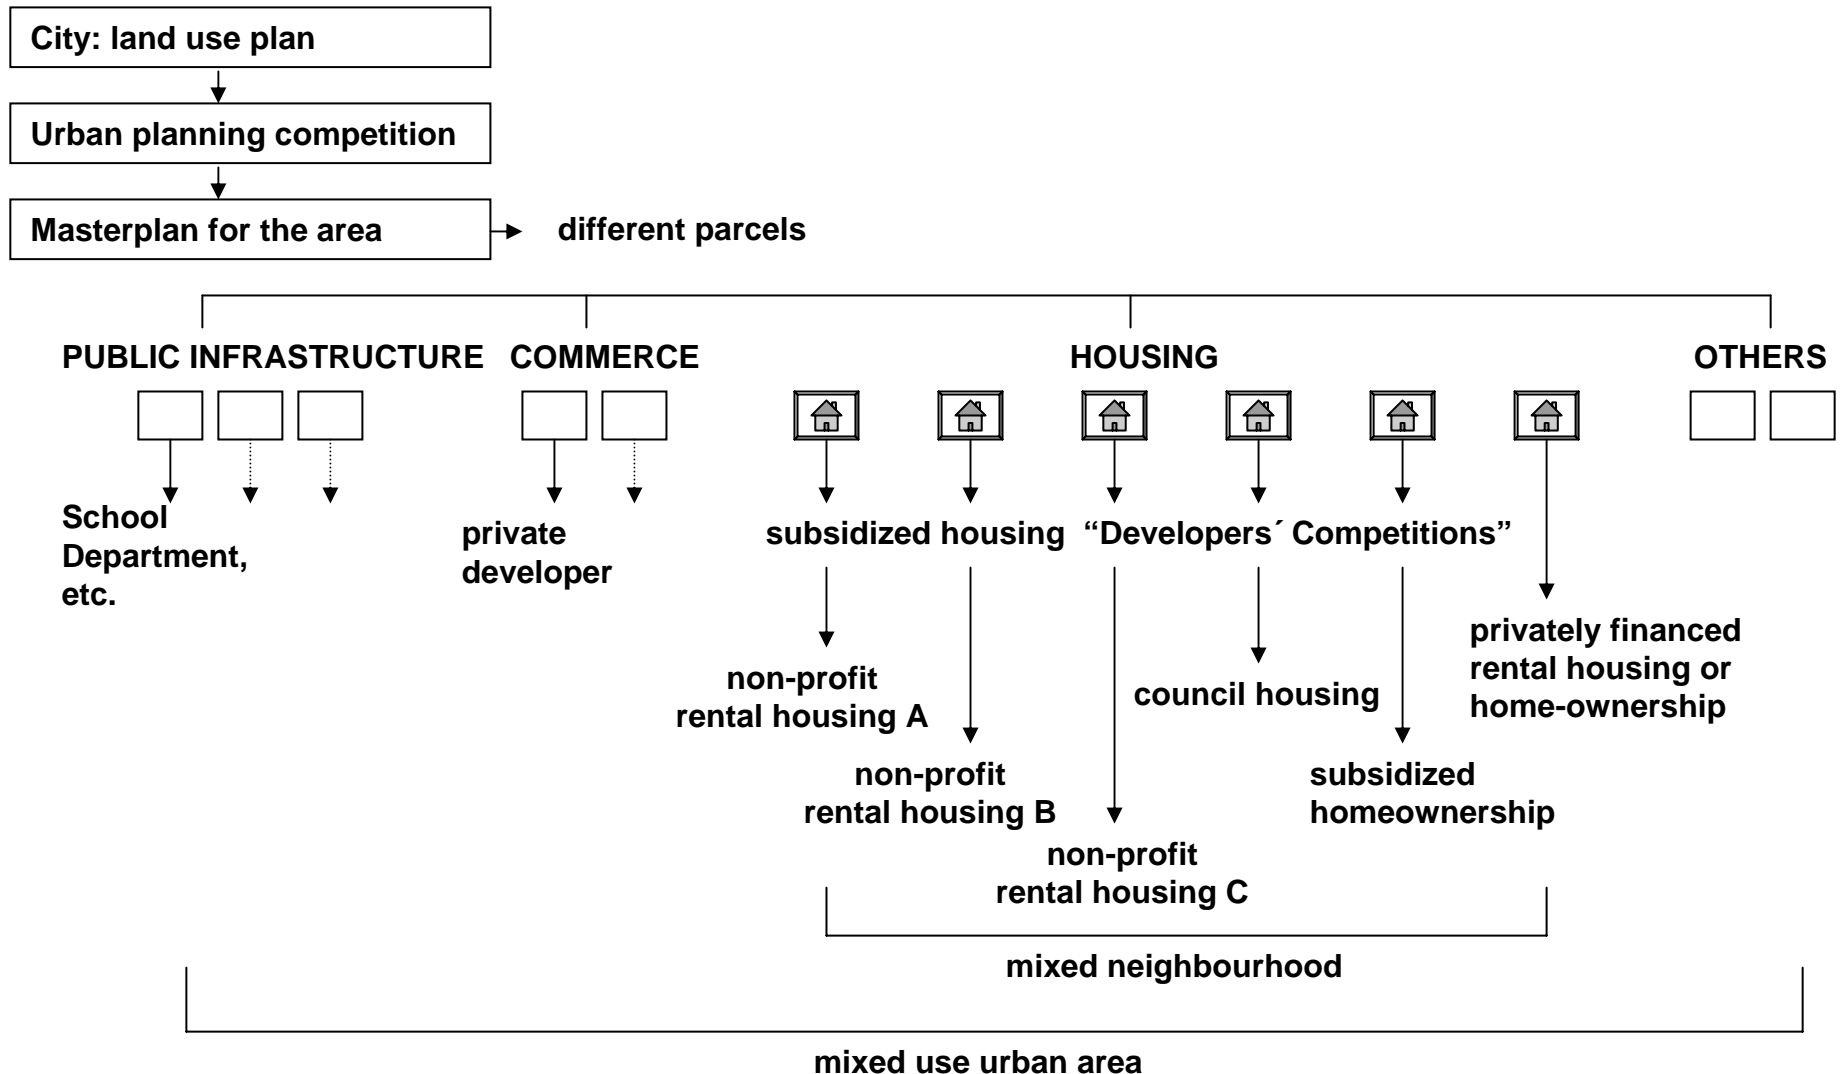 City: land use plan
Urban planning competition
Masterplan for the area
different parcels
PUBLIC INFRASTRUCTURE
COMMERCE
HOUSING
OTHERS
School
Department,
etc.
private
developer
subsidized housing “Developers´ Competitions”
non-profit
rental housing A
non-profit
rental housing B
non-profit
rental housing C
council housing
subsidized
homeownership
privately financed
rental housing or
home-ownership
mixed neighbourhood
mixed use urban area